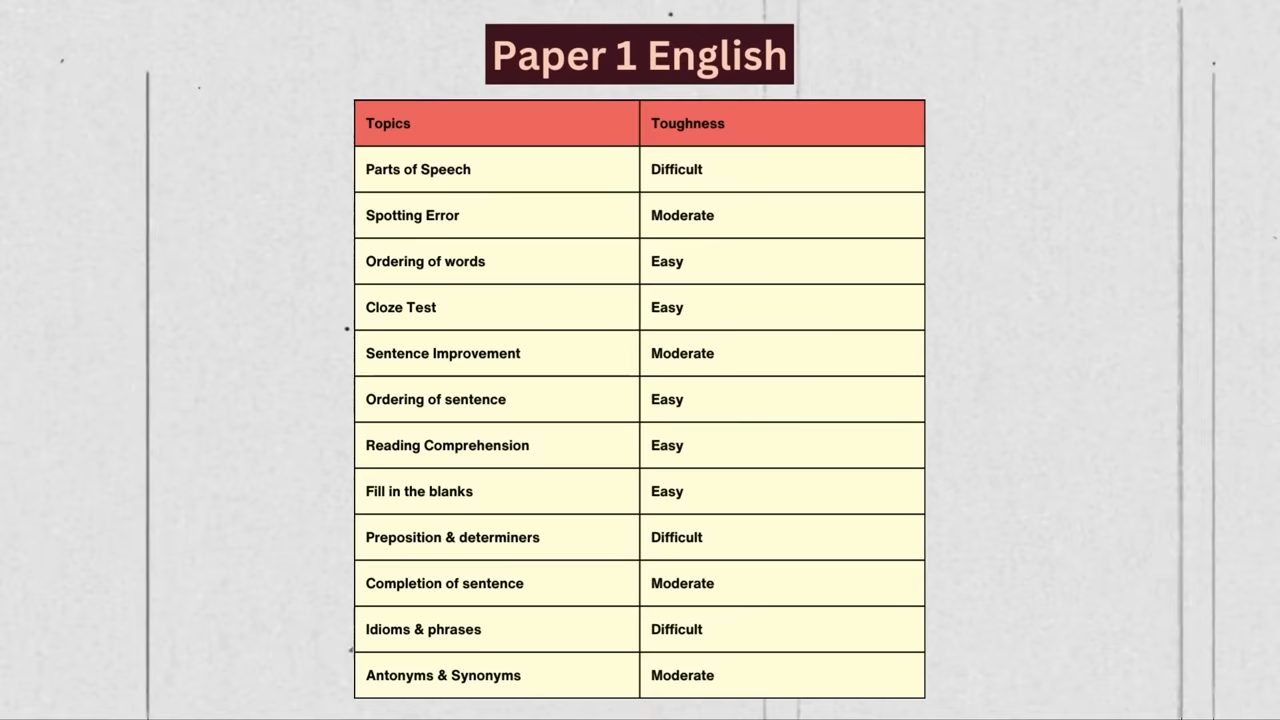 Paper 1 English
Topics Toughness
Parts of Speech Difficult
Spotting Error Moderate
Ordering of words Easy
Cloze Test Easy
Sentence Improvement Moderate
Ordering of sentence Easy
Reading Comprehension Easy
Fill in the blanks Easy
Preposition & determiners Difficult
Completion of sentence Moderate
Idioms & phrases Difficult
Antonyms & Synonyms Moderate